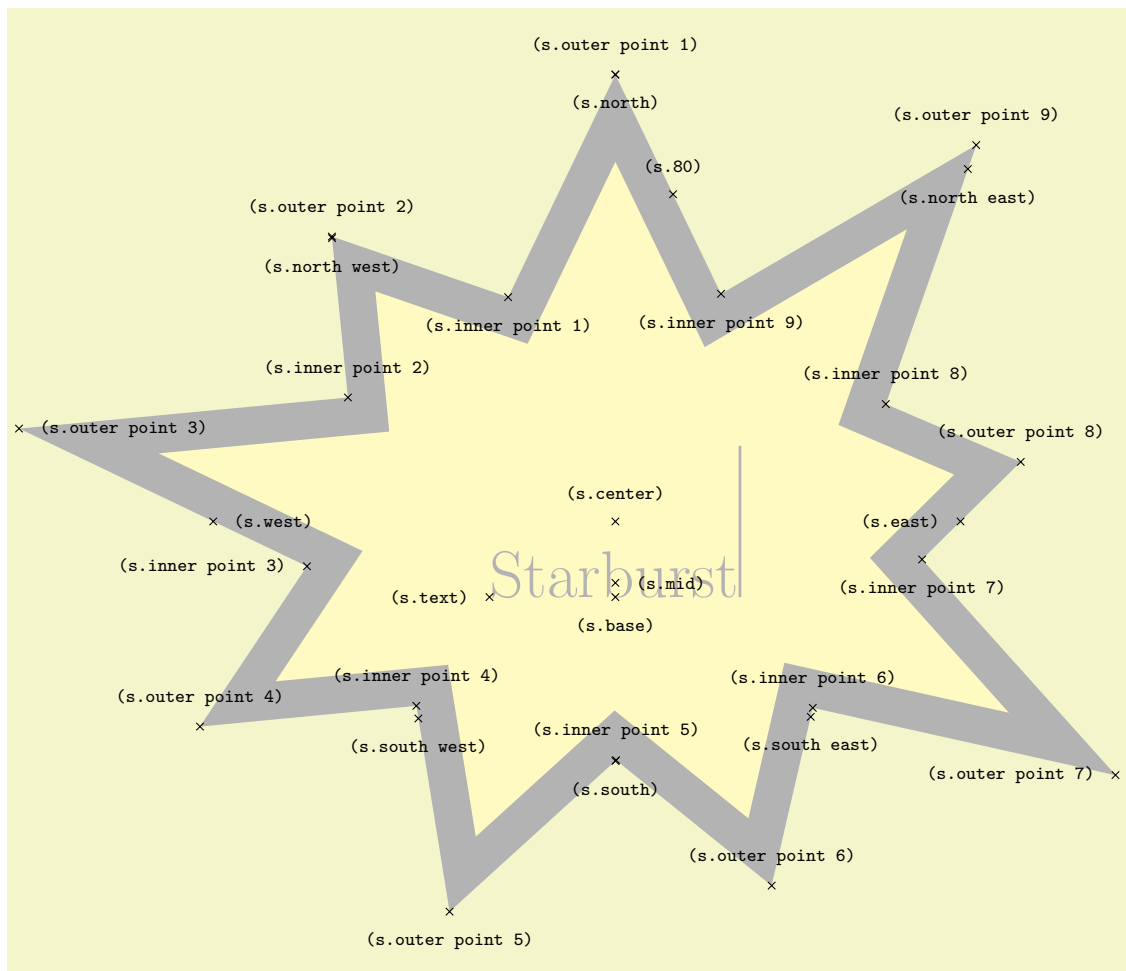 (s.outer point 1)
(s.north)
(s.outer point 9)
(s.80)
(s.north east)
(s.outer point 2)
(s.north west)
(s.inner point 9)
(s.inner point 1)
(s.inner point 2)
(s.inner point 8)
(s.outer point 3)
(s.outer point 8)
(s.center)
(s.west)
(s.east)
(s.inner point 3)
Starburst
(s.mid)
(s.inner point 7)
(s.text)
(s.base)
(s.inner point 4)
(s.inner point 6)
(s.outer point 4)
(s.inner point 5)
(s.south east)
(s.south west)
(s.outer point 7)
(s.south)
(s.outer point 6)
(s.outer point 5)